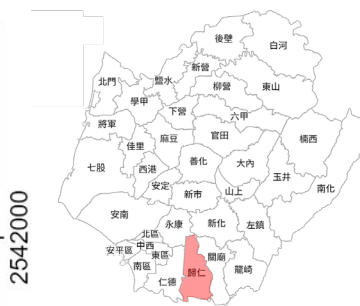 後壁
白河
新營
鹽水
北門
柳營
東山
學甲
下營
六甲
將軍
官田
楠西
麻豆
佳里
七股
西港
善化
大內
玉井
安定
南化
新市
山上
安南
永康
新化
左鎮
北區
中西
安平區
東區
關廟
南區
歸仁
龍崎
仁德
2542000